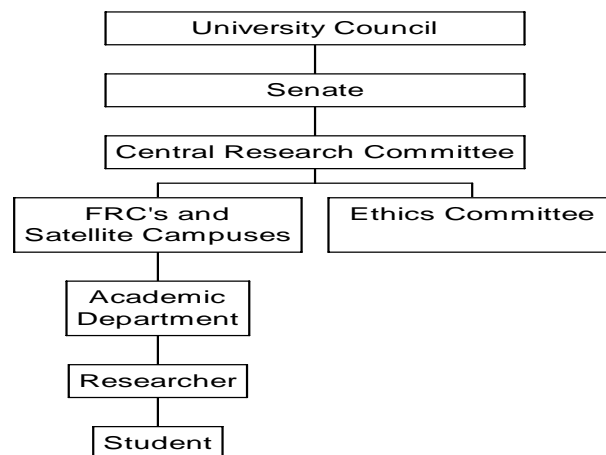 University Council
Senate
Central Research Committee
FRC's and
Satellite Campuses
Ethics Committee
Academic
Department
Researcher
Student